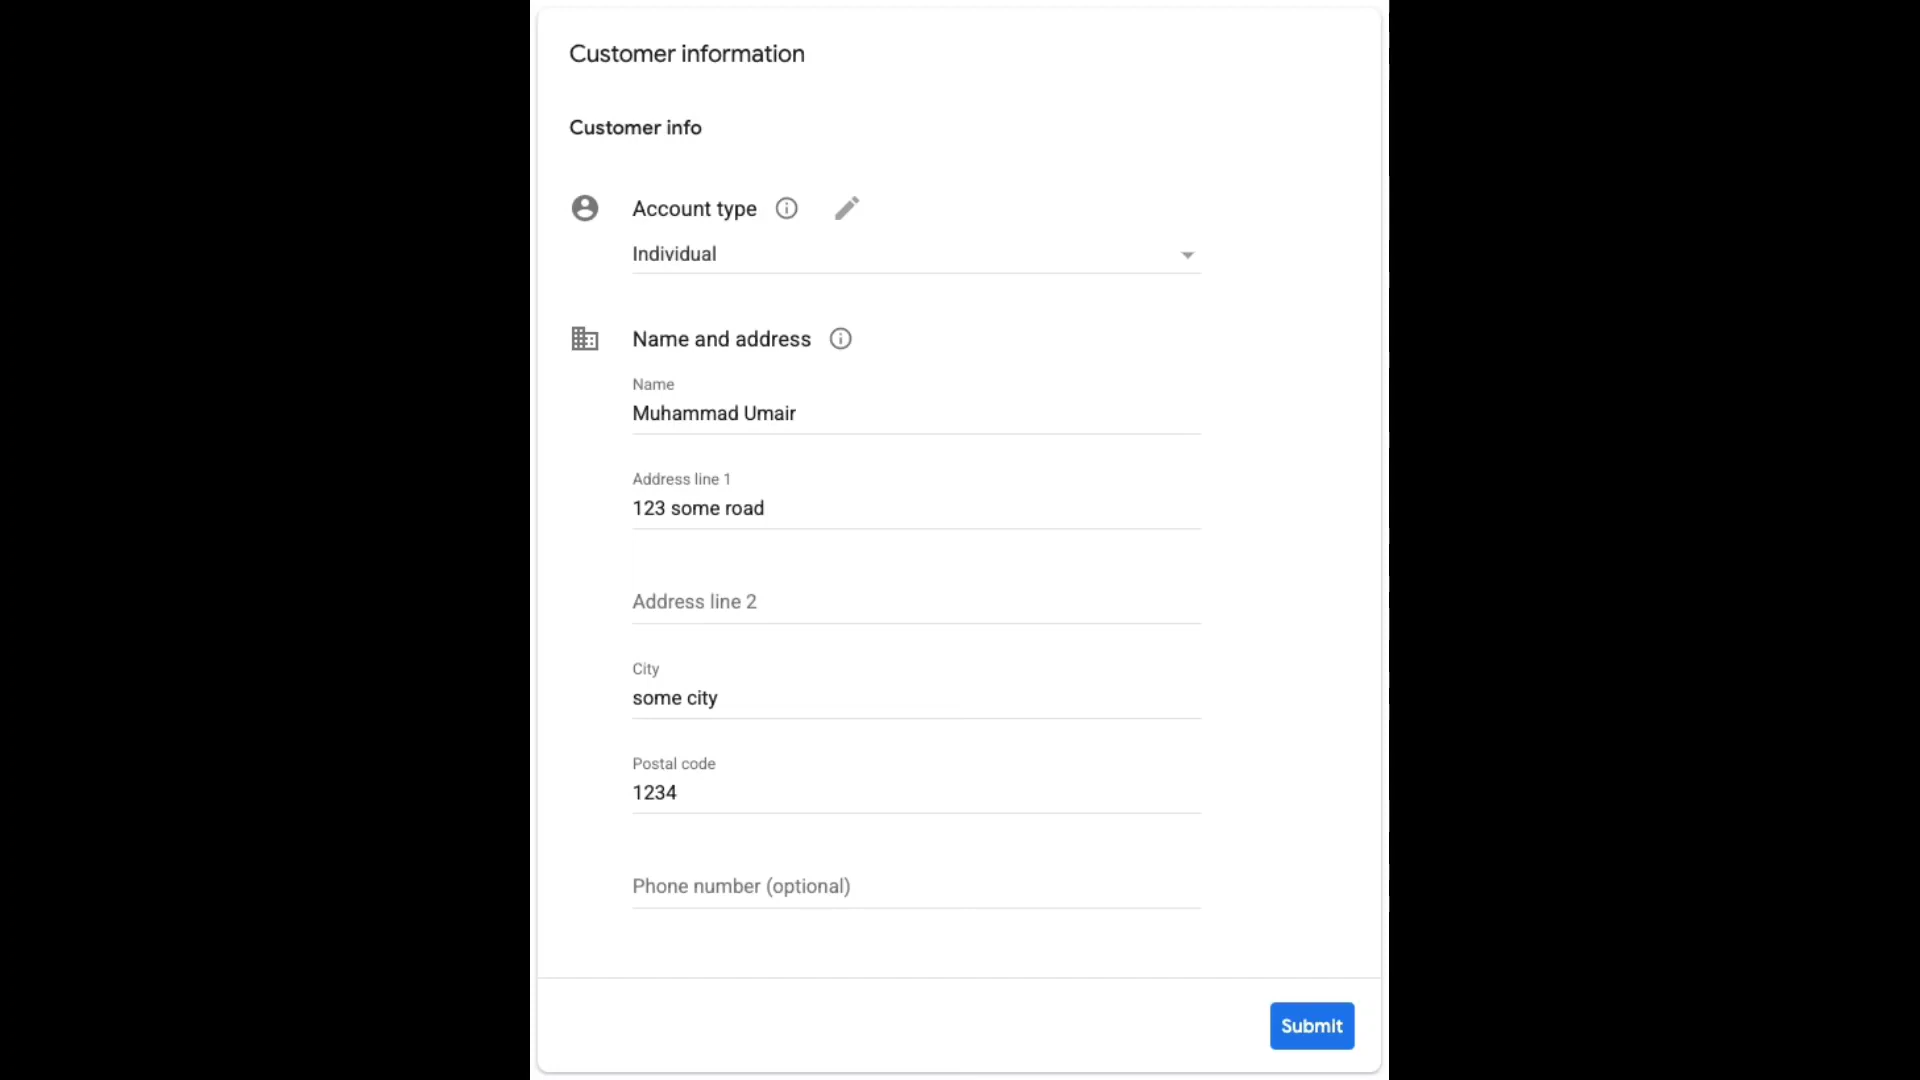 Customer information
Customer info
Account type
Individual
Name and address
Name
Muhammad Umair
Address line 1
123 some road
Address line 2
City
some city
Postal code
1234
Phone number (optional)
Submit